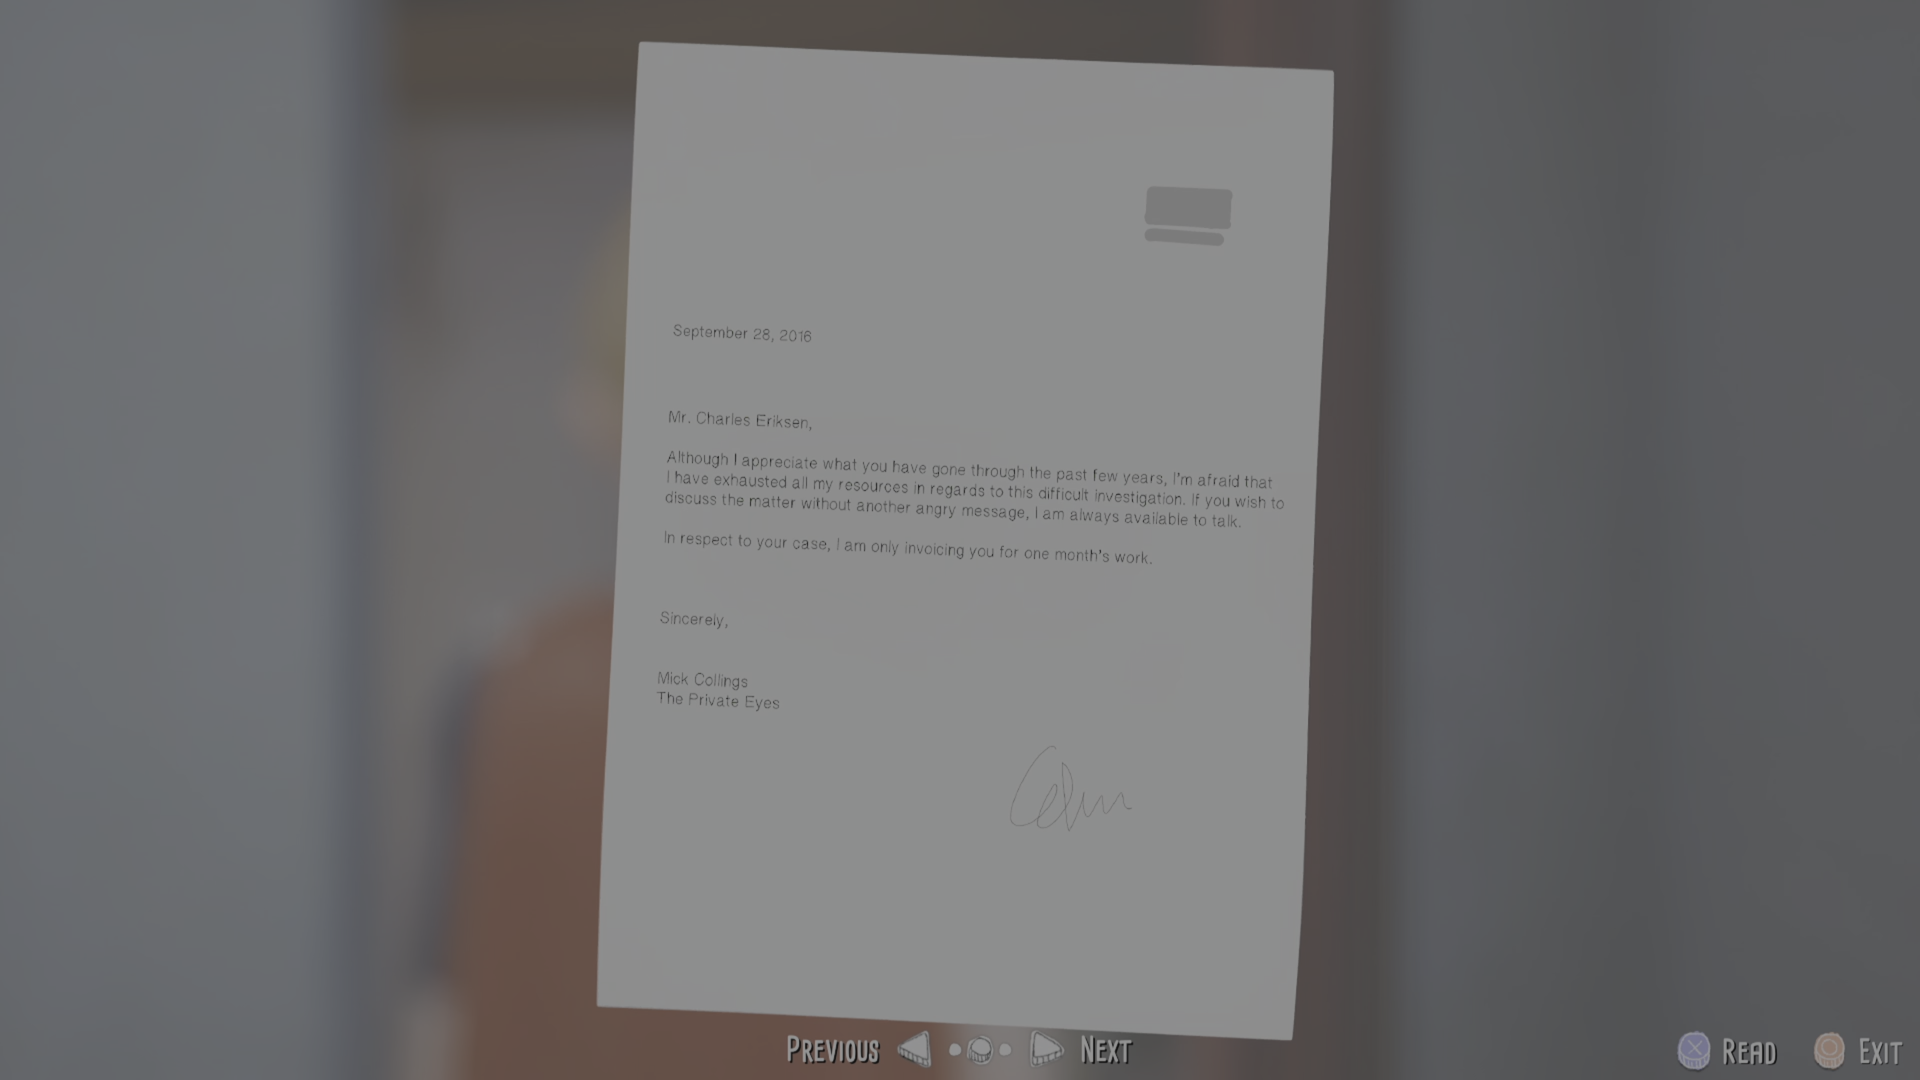 September 28, 2016
Mr. Charles Eriksen,
Although I appreciate what you have gone through the past few years, I'm afraid that
I have exhausted all my resources in regards to this difficult investigation. If you wish to
discuss the matter without another angry message, I am always available to talk.
In respect to your case, I am only invoicing you for one month's work.
Sincerely,
Mick Collings
The Private Eyes
PREVIOUS NEXT
READ EXIT